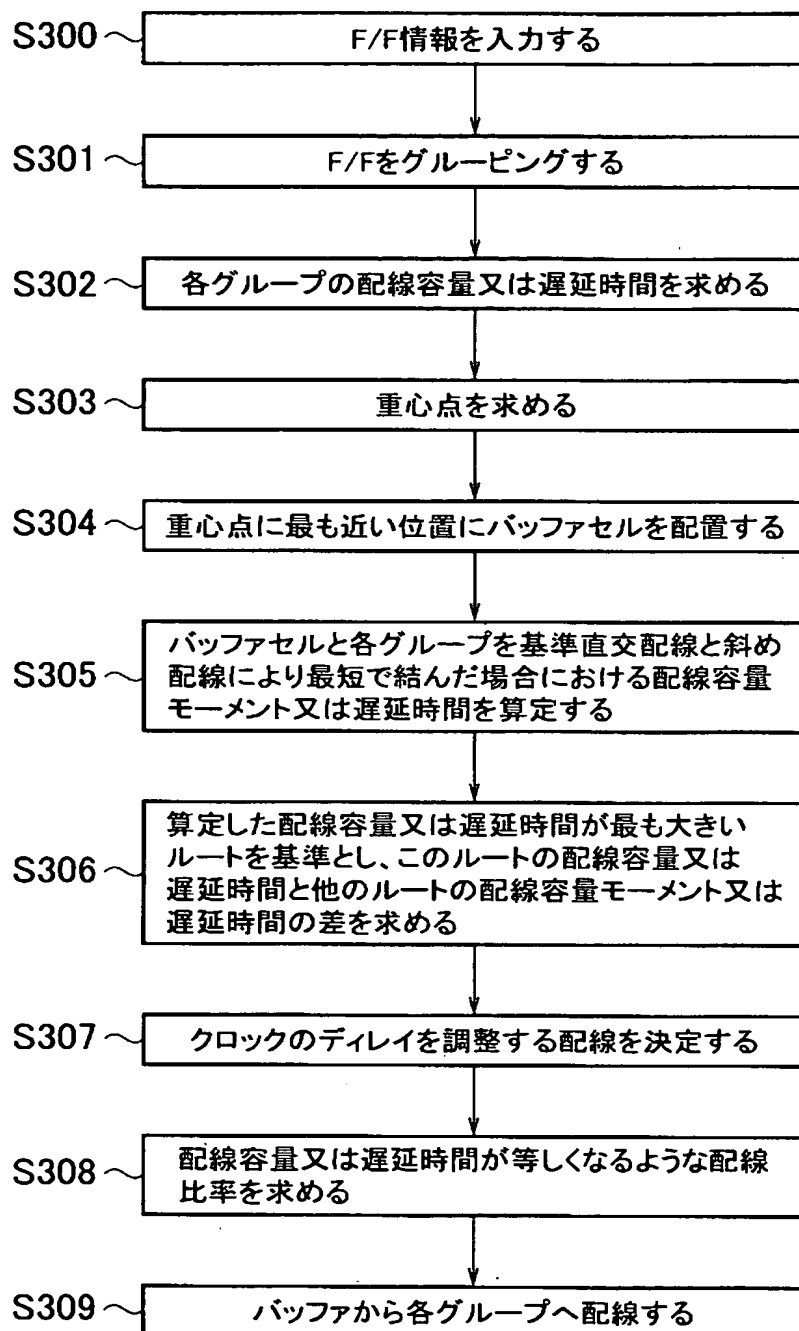 S300 F/F情報を入力する
S301 F/Fをグルーピングする
S302 各グループの配線容量又は遅延時間を求める
S303 重心点を求める
S304 重心点に最も近い位置にバッファセルを配置する
S305 バッファセルと各グループを基準直交配線と斜め
配線により最短で結んだ場合における配線容量
モーメント又は遅延時間を算定する
S306 算定した配線容量又は遅延時間が最も大きい
ルートを基準とし、このルートの配線容量又は
遅延時間と他のルートの配線容量モーメント又は
遅延時間の差を求める
S307 クロックのディレイを調整する配線を決定する
S308 配線容量又は遅延時間が等しくなるような配線
比率を求める
S309 バッファから各グループへ配線する